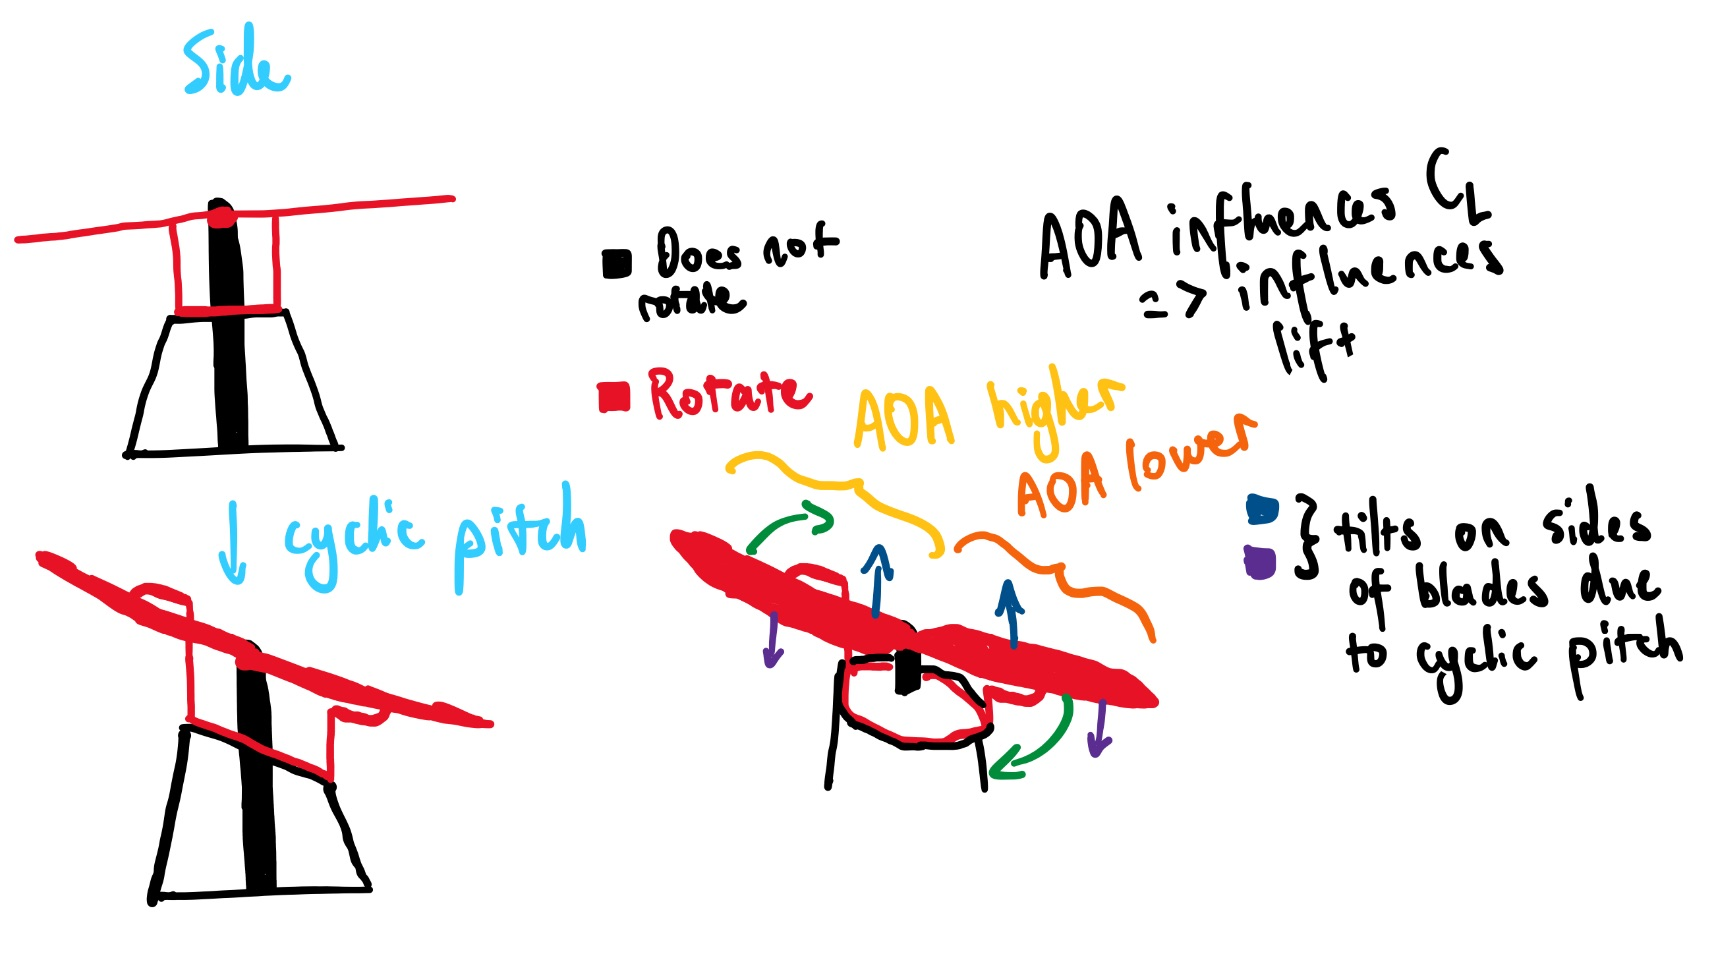 Side
Does not
rotate
Rotate
AOA influences CL
=> influences
lift
AOA higher
AOA lower
cyclic pitch
} tilts on sides
of blades due
to cyclic pitch